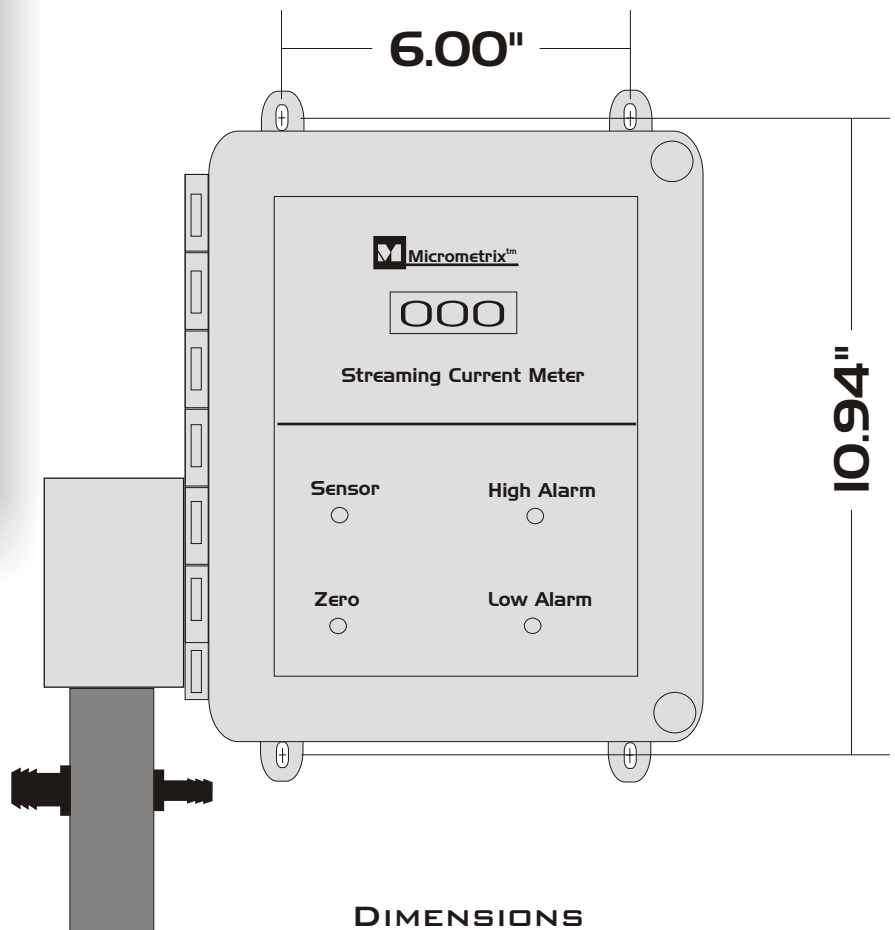 6.00"
Micrometrix™
000
Streaming Current Meter
10.94"
Sensor High Alarm
Zero Low Alarm
DIMENSIONS